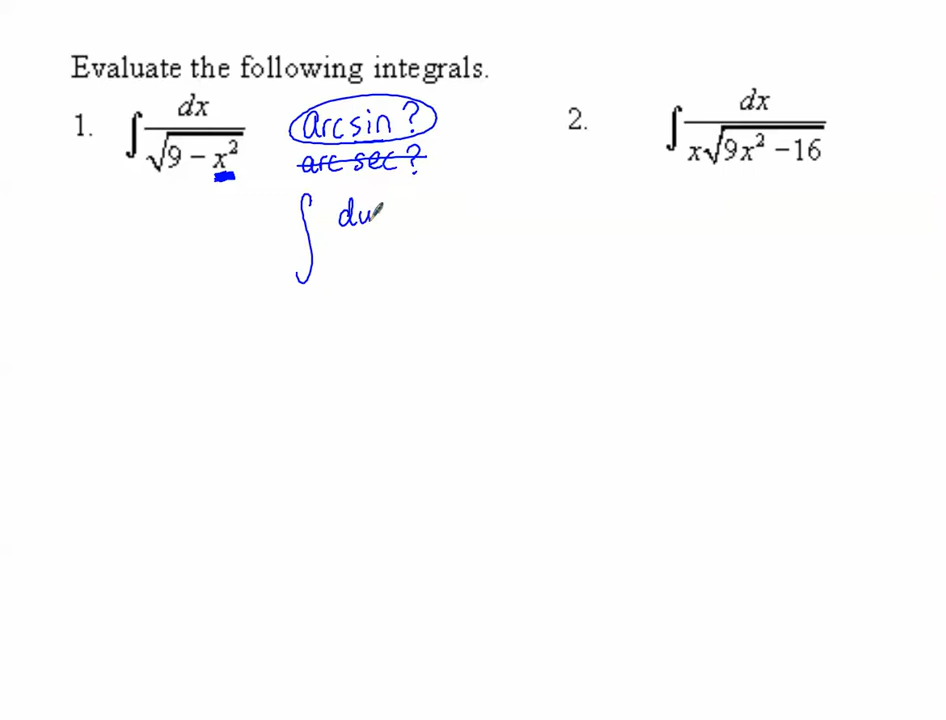 Evaluate the following integrals.
1. ∫ dx / √(9 − x²)
arcsin?
arc sec?
∫ du
2. ∫ dx / (x√(9x² − 16))